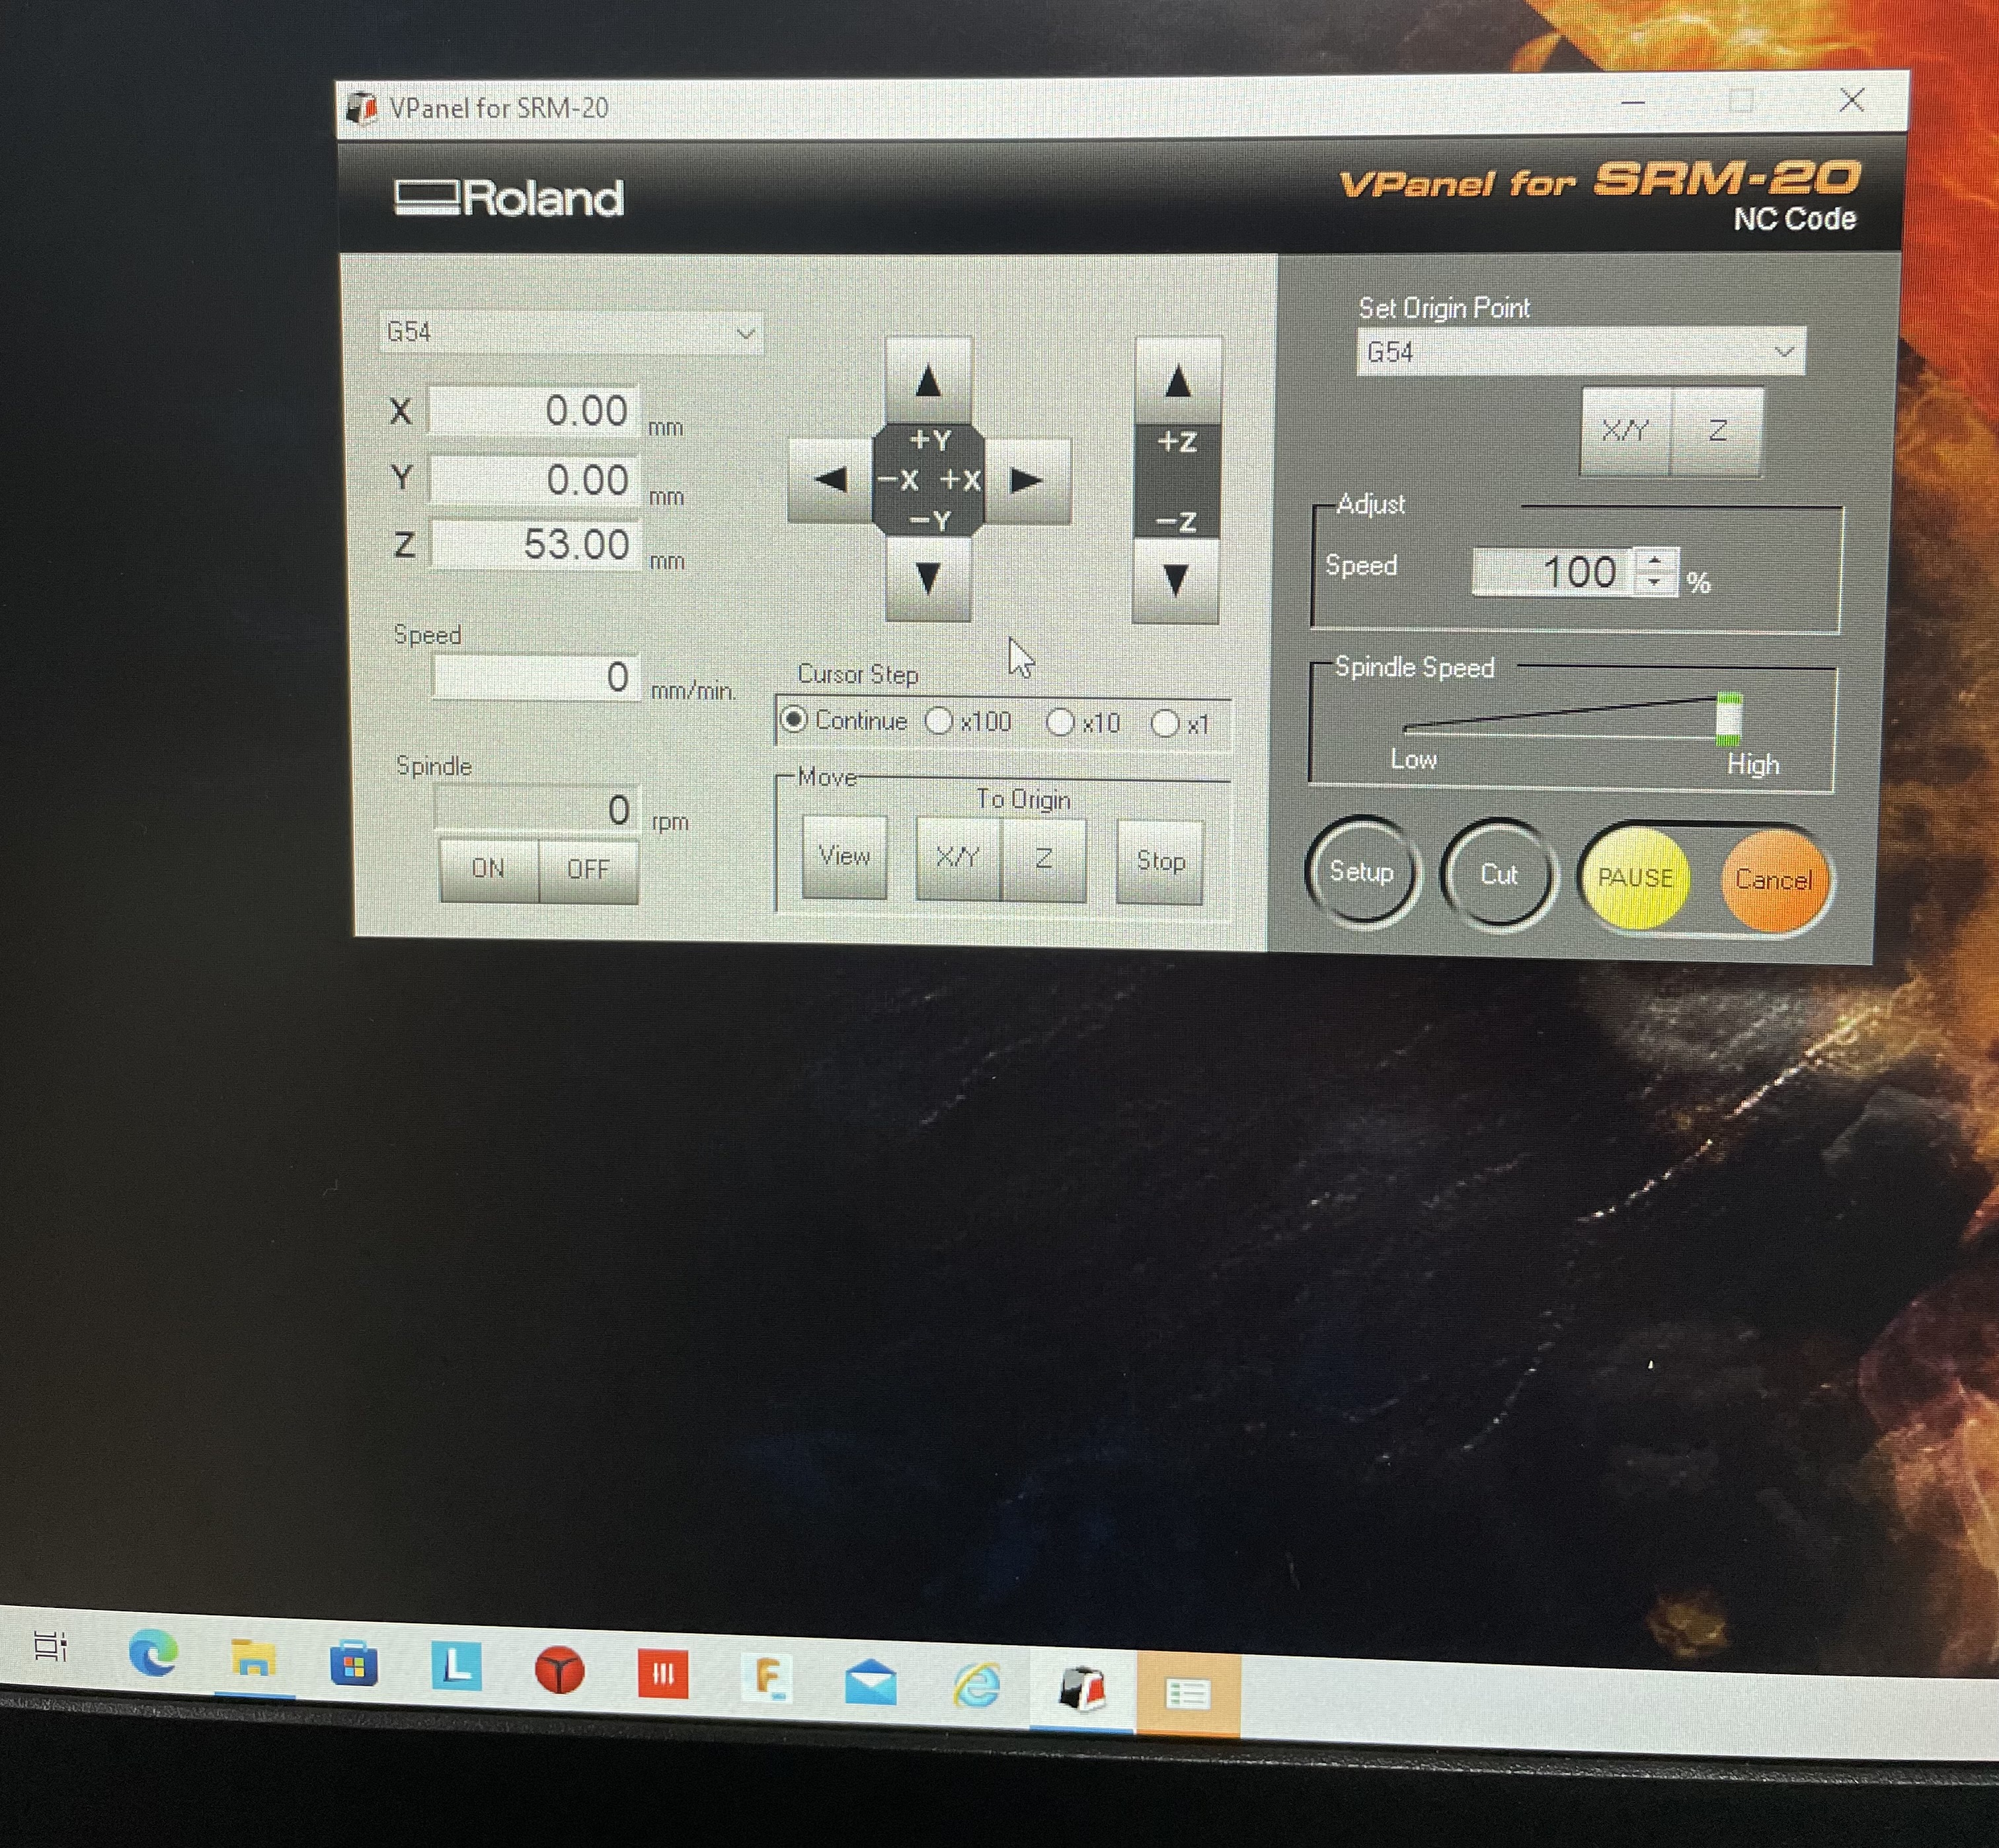 VPanel for SRM-20
Roland
VPanel for SRM-20
NC Code
G54
X 0.00 mm
Y 0.00 mm
Z 53.00 mm
Speed
0 mm/min.
Spindle
0 rpm
ON OFF
+Y
-X +X
-Y
+Z
-Z
Cursor Step
Continue x100 x10 x1
Move
To Origin
View X/Y Z Stop
Set Origin Point
G54
X/Y Z
Adjust
Speed 100 %
Spindle Speed
Low High
Setup Cut PAUSE Cancel
L
F